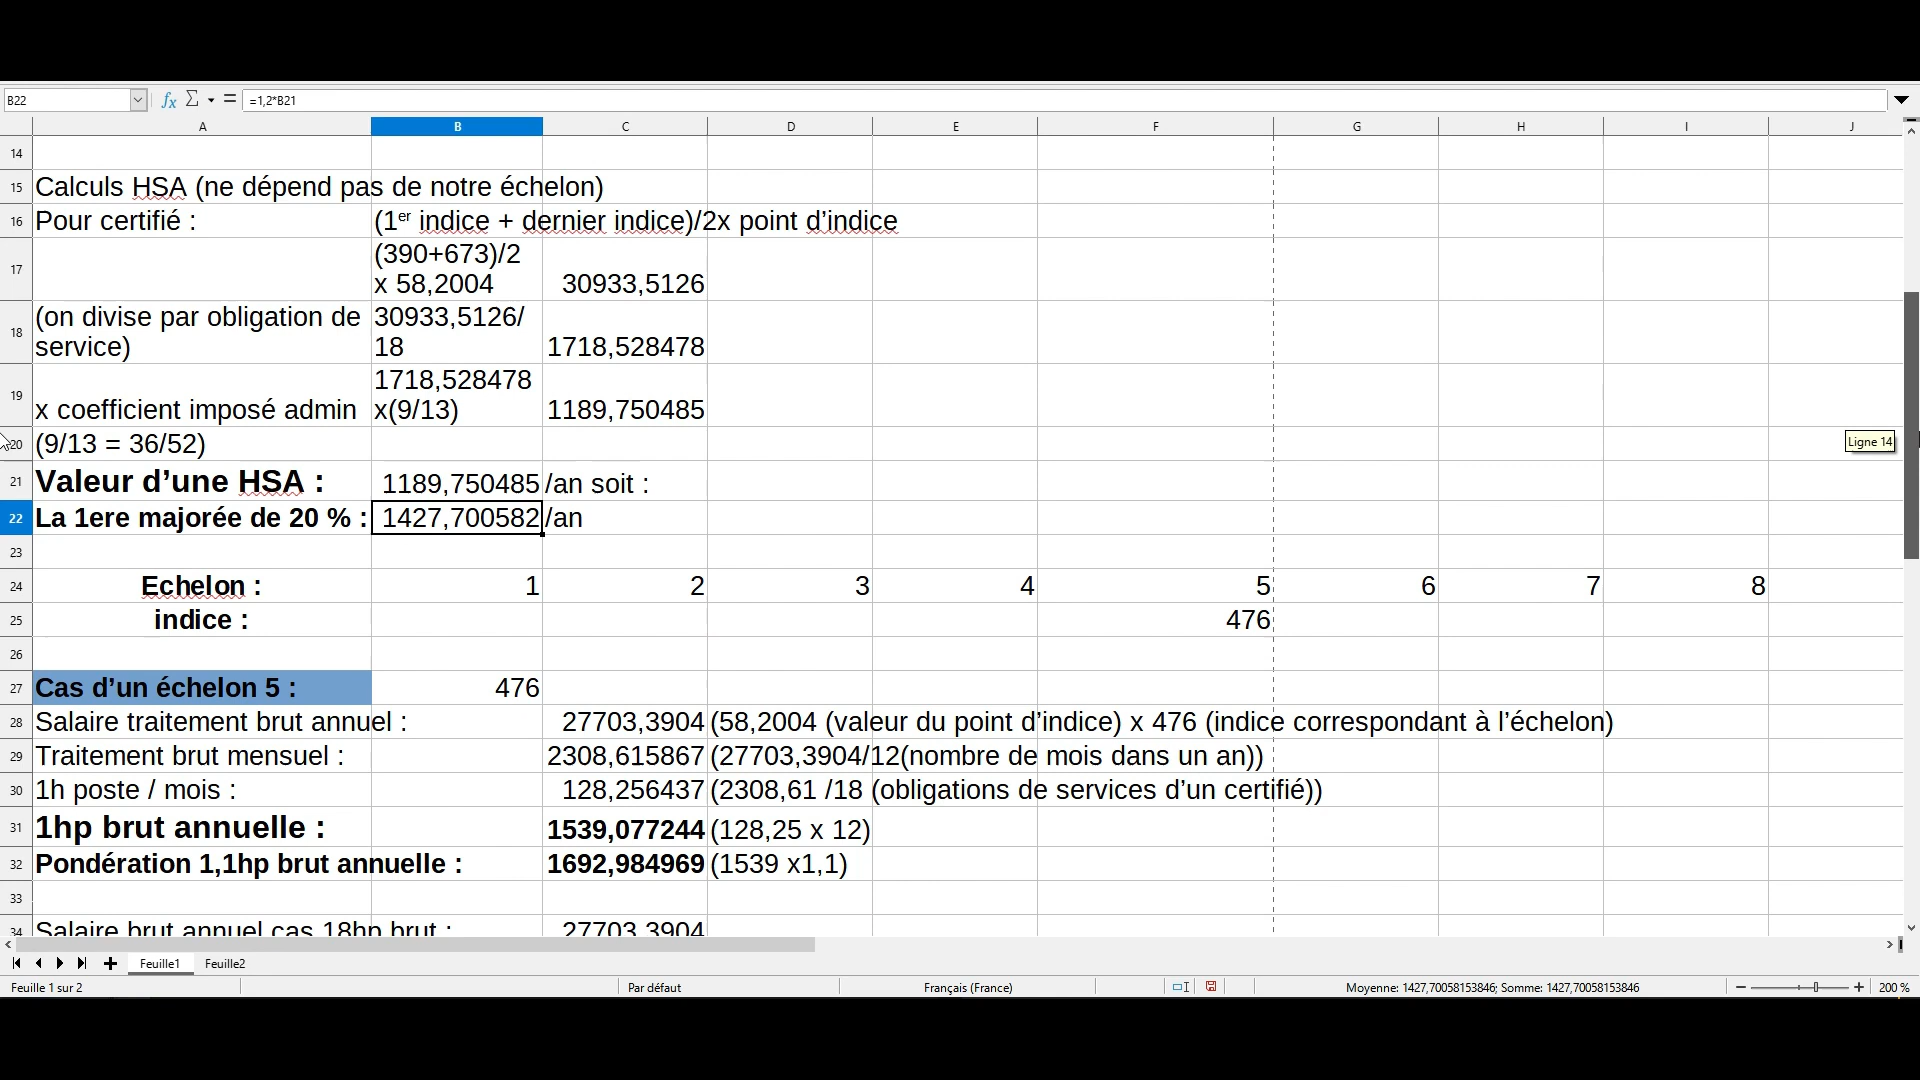 B22
=1,2*B21
A B C D E F G H I J
14
15 Calculs HSA (ne dépend pas de notre échelon)
16 Pour certifié : (1er indice + dernier indice)/2x point d’indice
17 (390+673)/2
x 58,2004 30933,5126
18 (on divise par obligation de 30933,5126/
service) 18 1718,528478
19 1718,528478
x coefficient imposé admin x(9/13) 1189,750485
20 (9/13 = 36/52)
Ligne 14
21 Valeur d’une HSA : 1189,750485 /an soit :
22 La 1ere majorée de 20 % : 1427,700582 /an
23
24 Echelon : 1 2 3 4 5 6 7 8
25 indice : 476
26
27 Cas d’un échelon 5 : 476
28 Salaire traitement brut annuel : 27703,3904 (58,2004 (valeur du point d’indice) x 476 (indice correspondant à l’échelon)
29 Traitement brut mensuel : 2308,615867 (27703,3904/12(nombre de mois dans un an))
30 1h poste / mois : 128,256437 (2308,61 /18 (obligations de services d’un certifié))
31 1hp brut annuelle : 1539,077244 (128,25 x 12)
32 Pondération 1,1hp brut annuelle : 1692,984969 (1539 x1,1)
33
34 Salaire brut annuel cas 18hp brut : 27703,3904
Feuille1 Feuille2
Feuille 1 sur 2 Par défaut Français (France) Moyenne: 1427,70058153846; Somme: 1427,70058153846 200 %